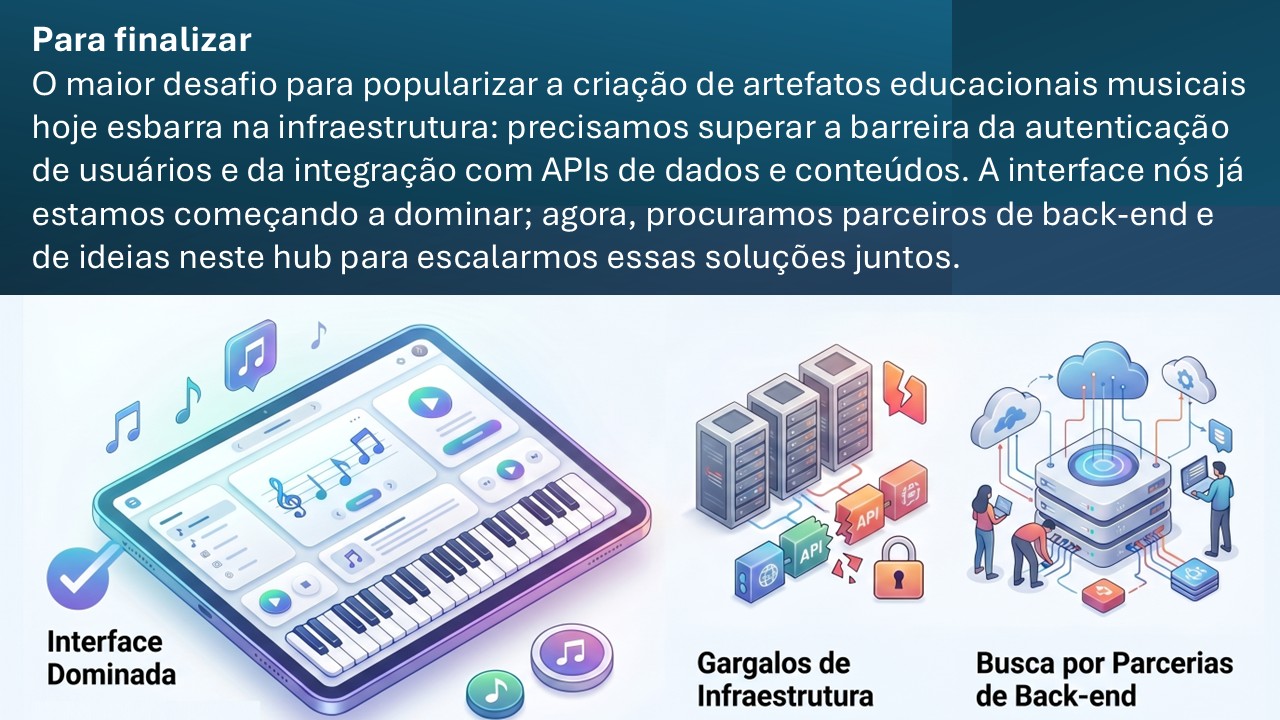 Para finalizar
O maior desafio para popularizar a criação de artefatos educacionais musicais
hoje esbarra na infraestrutura: precisamos superar a barreira da autenticação
de usuários e da integração com APIs de dados e conteúdos. A interface nós já
estamos começando a dominar; agora, procuramos parceiros de back-end e
de ideias neste hub para escalarmos essas soluções juntos.
API
API
Interface
Dominada
Gargalos de
Infraestrutura
Busca por Parcerias
de Back-end